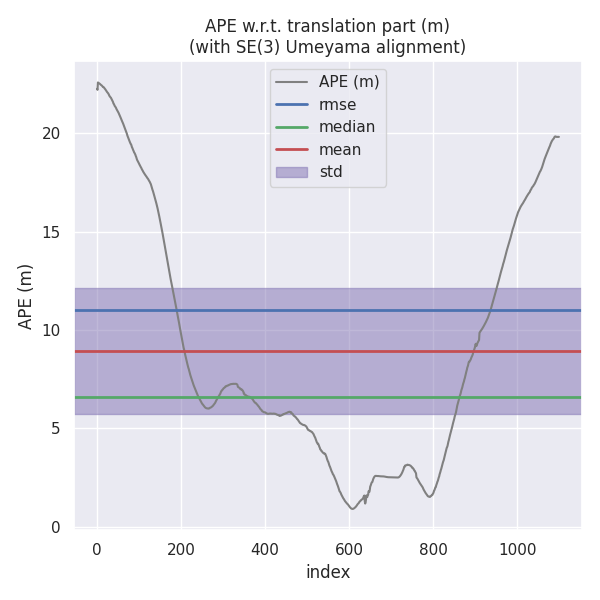 APE w.r.t. translation part (m)
(with SE(3) Umeyama alignment)
APE (m)
rmse
median
mean
std
APE (m)
20
15
10
5
0
0 200 400 600 800 1000
index